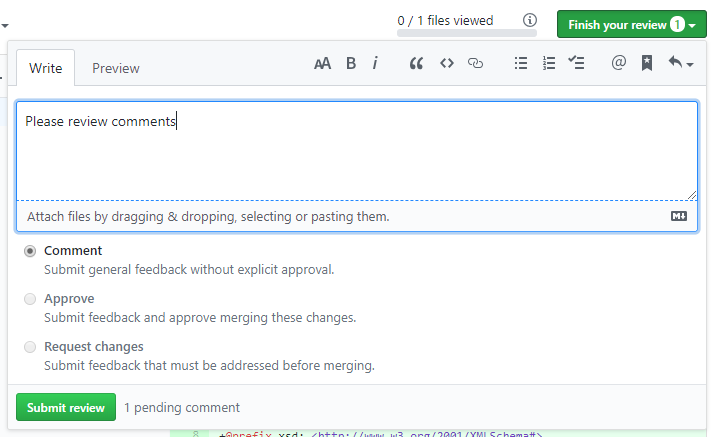 0 / 1 files viewed
Finish your review 1
Write Preview AA B i @
Please review comments
Attach files by dragging & dropping, selecting or pasting them.
Comment
Submit general feedback without explicit approval.
Approve
Submit feedback and approve merging these changes.
Request changes
Submit feedback that must be addressed before merging.
Submit review 1 pending comment
8 +@prefix xsd: <http://www.w3.org/2001/XMLSchema#>